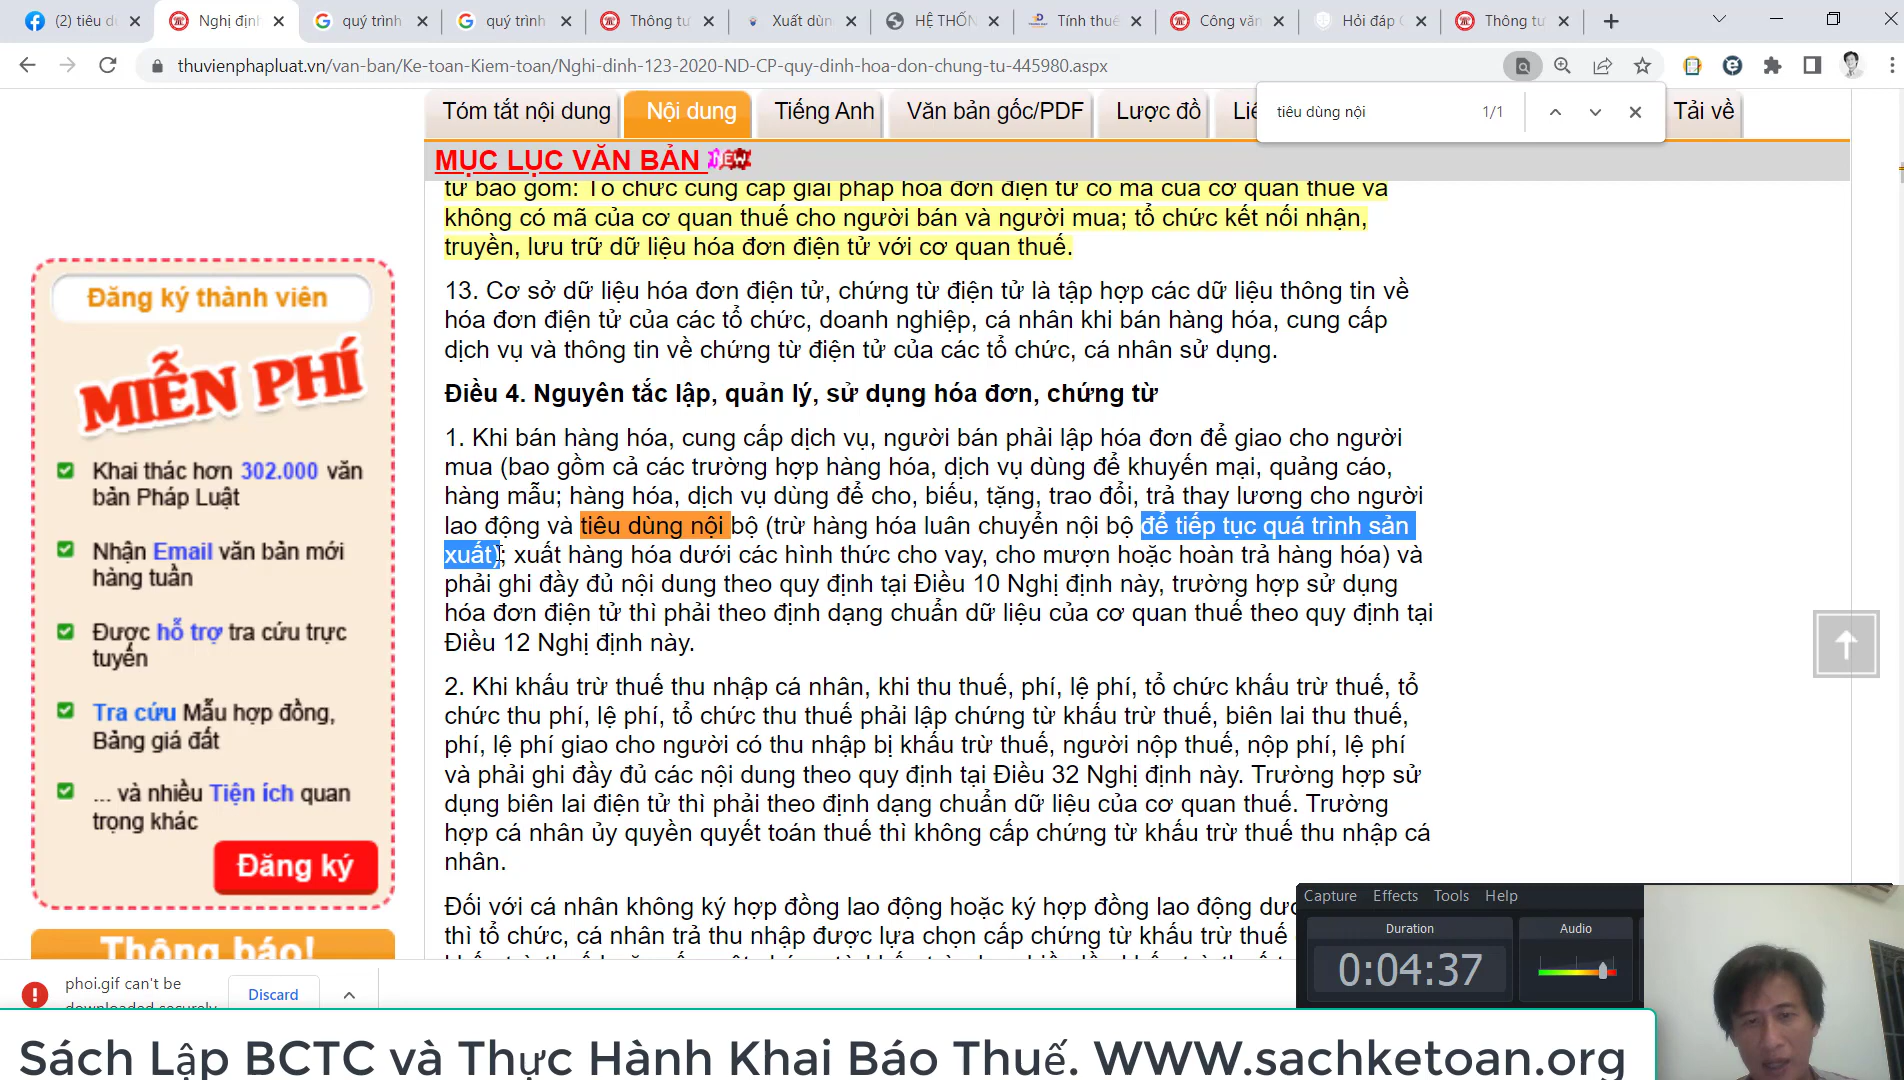 (2) tiêu d
Nghị địn
quý trình
quý trình
Thông tư
Xuất dùn
HỆ THỐN
Tính thuế
Công văn
Hỏi đáp
Thông tư
thuvienphapluat.vn/van-ban/Ke-toan-Kiem-toan/Nghi-dinh-123-2020-ND-CP-quy-dinh-hoa-don-chung-tu-445980.aspx
Tóm tắt nội dung
Nội dung
Tiếng Anh
Văn bản gốc/PDF
Lược đồ
Liê
tiêu dùng nội
1/1
Tải về
MỤC LỤC VĂN BẢN NEW
tử bao gồm: Tổ chức cung cấp giải pháp hóa đơn điện tử có mã của cơ quan thuế và
không có mã của cơ quan thuế cho người bán và người mua; tổ chức kết nối nhận,
truyền, lưu trữ dữ liệu hóa đơn điện tử với cơ quan thuế.
13. Cơ sở dữ liệu hóa đơn điện tử, chứng từ điện tử là tập hợp các dữ liệu thông tin về
hóa đơn điện tử của các tổ chức, doanh nghiệp, cá nhân khi bán hàng hóa, cung cấp
dịch vụ và thông tin về chứng từ điện tử của các tổ chức, cá nhân sử dụng.
Điều 4. Nguyên tắc lập, quản lý, sử dụng hóa đơn, chứng từ
1. Khi bán hàng hóa, cung cấp dịch vụ, người bán phải lập hóa đơn để giao cho người
mua (bao gồm cả các trường hợp hàng hóa, dịch vụ dùng để khuyến mại, quảng cáo,
hàng mẫu; hàng hóa, dịch vụ dùng để cho, biếu, tặng, trao đổi, trả thay lương cho người
lao động và tiêu dùng nội bộ (trừ hàng hóa luân chuyển nội bộ để tiếp tục quá trình sản
xuất); xuất hàng hóa dưới các hình thức cho vay, cho mượn hoặc hoàn trả hàng hóa) và
phải ghi đầy đủ nội dung theo quy định tại Điều 10 Nghị định này, trường hợp sử dụng
hóa đơn điện tử thì phải theo định dạng chuẩn dữ liệu của cơ quan thuế theo quy định tại
Điều 12 Nghị định này.
2. Khi khấu trừ thuế thu nhập cá nhân, khi thu thuế, phí, lệ phí, tổ chức khấu trừ thuế, tổ
chức thu phí, lệ phí, tổ chức thu thuế phải lập chứng từ khấu trừ thuế, biên lai thu thuế,
phí, lệ phí giao cho người có thu nhập bị khấu trừ thuế, người nộp thuế, nộp phí, lệ phí
và phải ghi đầy đủ các nội dung theo quy định tại Điều 32 Nghị định này. Trường hợp sử
dụng biên lai điện tử thì phải theo định dạng chuẩn dữ liệu của cơ quan thuế. Trường
hợp cá nhân ủy quyền quyết toán thuế thì không cấp chứng từ khấu trừ thuế thu nhập cá
nhân.
Đối với cá nhân không ký hợp đồng lao động hoặc ký hợp đồng lao động dướ
thì tổ chức, cá nhân trả thu nhập được lựa chọn cấp chứng từ khấu trừ thuế
Đăng ký thành viên
MIỄN PHÍ
Khai thác hơn 302.000 văn
bản Pháp Luật
Nhận Email văn bản mới
hàng tuần
Được hỗ trợ tra cứu trực
tuyến
Tra cứu Mẫu hợp đồng,
Bảng giá đất
... và nhiều Tiện ích quan
trọng khác
Đăng ký
Thông báo!
phoi.gif can't be
downloaded securely
Discard
Capture Effects Tools Help
Duration
Audio
0:04:37
Sách Lập BCTC và Thực Hành Khai Báo Thuế. WWW.sachketoan.org